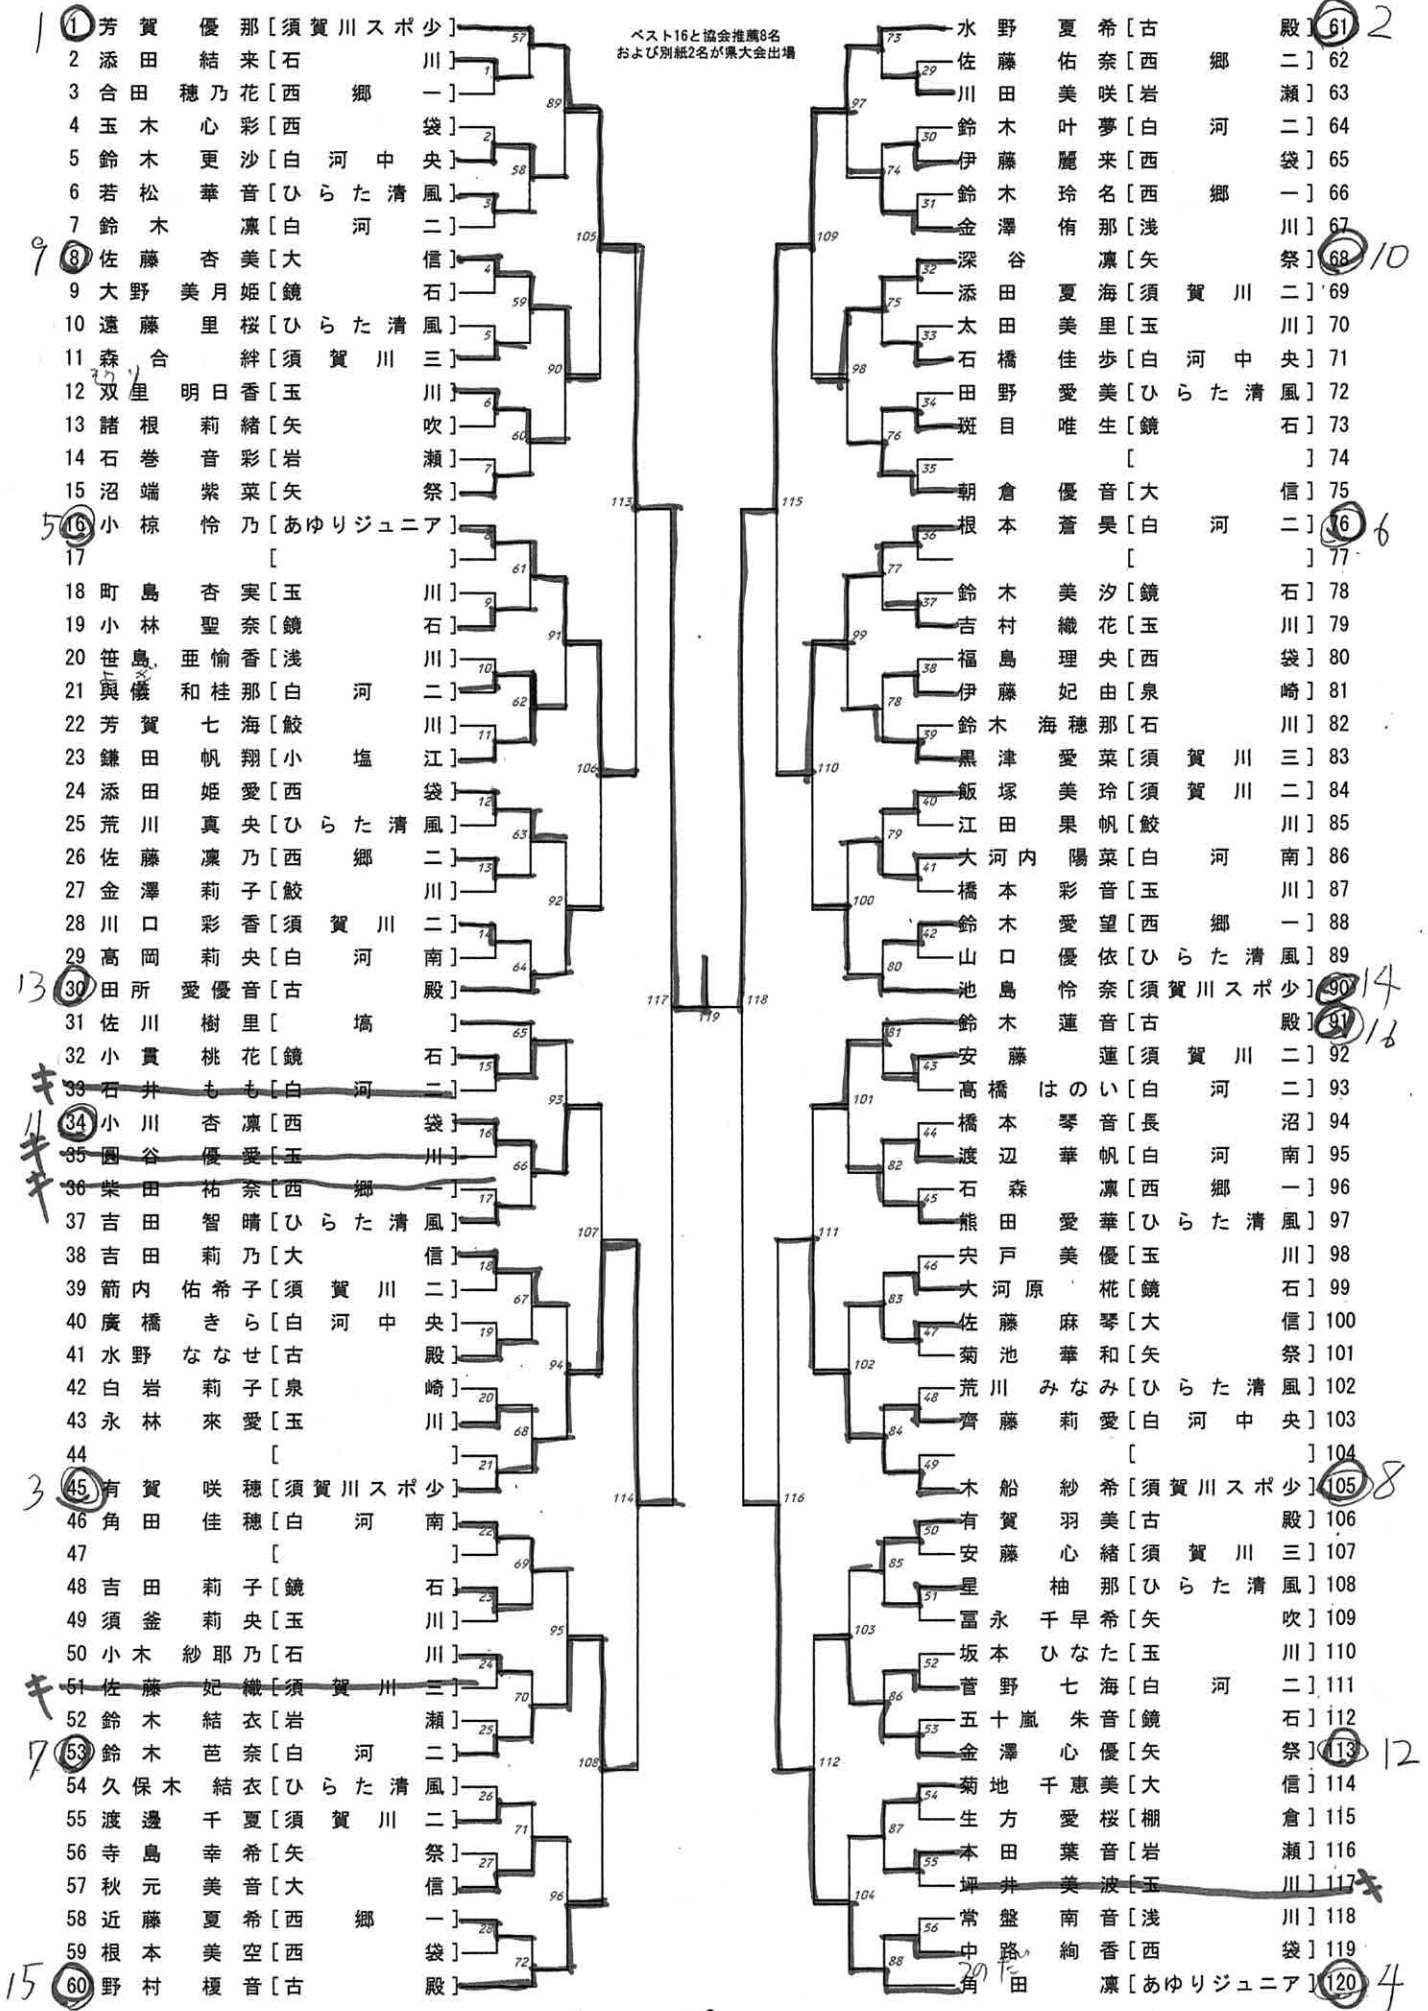 ベスト16と協会推薦8名
および別紙2名が県大会出場
1 1 芳賀 優那 [須賀川スポ少]
2 添田 結来 [石川]
3 合田 穂乃花 [西郷一]
4 玉木 心彩 [西袋]
5 鈴木 更沙 [白河中央]
6 若松 華音 [ひらた清風]
7 鈴木 凛 [白河二]
9 8 佐藤 杏美 [大信]
9 大野 美月姫 [鏡石]
10 遠藤 里桜 [ひらた清風]
11 森合 絆 [須賀川三]
12 双里 明日香 [玉川]
13 諸根 莉緒 [矢吹]
14 石巻 音彩 [岩瀬]
15 沼端 紫菜 [矢祭]
5 16 小椋 怜乃 [あゆりジュニア]
17 [ ]
18 町島 杏実 [玉川]
19 小林 聖奈 [鏡石]
20 笹島 亜愉香 [浅川]
21 與儀 和桂那 [白河二]
22 芳賀 七海 [鮫川]
23 鎌田 帆翔 [小塩江]
24 添田 姫愛 [西袋]
25 荒川 真央 [ひらた清風]
26 佐藤 凜乃 [西郷二]
27 金澤 莉子 [鮫川]
28 川口 彩香 [須賀川二]
29 高岡 莉央 [白河南]
13 30 田所 愛優音 [古殿]
31 佐川 樹里 [塙]
32 小貫 桃花 [鏡石]
キ 33 石井 もも [白河二]
11 34 小川 杏凛 [西袋]
キ 35 圓谷 優愛 [玉川]
キ 36 柴田 祐奈 [西郷一]
37 吉田 智晴 [ひらた清風]
38 吉田 莉乃 [大信]
39 箭内 佑希子 [須賀川二]
40 廣橋 きら [白河中央]
41 水野 ななせ [古殿]
42 白岩 莉子 [泉崎]
43 永林 來愛 [玉川]
44 [ ]
3 45 有賀 咲穂 [須賀川スポ少]
46 角田 佳穂 [白河南]
47 [ ]
48 吉田 莉子 [鏡石]
49 須釜 莉央 [玉川]
50 小木 紗耶乃 [石川]
キ 51 佐藤 妃織 [須賀川三]
52 鈴木 結衣 [岩瀬]
7 53 鈴木 芭奈 [白河二]
54 久保木 結衣 [ひらた清風]
55 渡邊 千夏 [須賀川二]
56 寺島 幸希 [矢祭]
57 秋元 美音 [大信]
58 近藤 夏希 [西郷一]
59 根本 美空 [西袋]
15 60 野村 榎音 [古殿]
水野 夏希 [古殿] 61 2
佐藤 佑奈 [西郷二] 62
川田 美咲 [岩瀬] 63
鈴木 叶夢 [白河二] 64
伊藤 麗来 [西袋] 65
鈴木 玲名 [西郷一] 66
金澤 侑那 [浅川] 67
深谷 凛 [矢祭] 68 10
添田 夏海 [須賀川二] 69
太田 美里 [玉川] 70
石橋 佳歩 [白河中央] 71
田野 愛美 [ひらた清風] 72
斑目 唯生 [鏡石] 73
[ ] 74
朝倉 優音 [大信] 75
根本 蒼昊 [白河二] 76 6
[ ] 77
鈴木 美汐 [鏡石] 78
吉村 織花 [玉川] 79
福島 理央 [西袋] 80
伊藤 妃由 [泉崎] 81
鈴木 海穂那 [石川] 82
黒津 愛菜 [須賀川三] 83
飯塚 美玲 [須賀川二] 84
江田 果帆 [鮫川] 85
大河内 陽菜 [白河南] 86
橋本 彩音 [玉川] 87
鈴木 愛望 [西郷一] 88
山口 優依 [ひらた清風] 89
池島 怜奈 [須賀川スポ少] 90 14
鈴木 蓮音 [古殿] 91 16
安藤 蓮 [須賀川二] 92
高橋 はのい [白河二] 93
橋本 琴音 [長沼] 94
渡辺 華帆 [白河南] 95
石森 凛 [西郷一] 96
熊田 愛華 [ひらた清風] 97
宍戸 美優 [玉川] 98
大河原 椛 [鏡石] 99
佐藤 麻琴 [大信] 100
菊池 華和 [矢祭] 101
荒川 みなみ [ひらた清風] 102
齊藤 莉愛 [白河中央] 103
[ ] 104
木船 紗希 [須賀川スポ少] 105 8
有賀 羽美 [古殿] 106
安藤 心緒 [須賀川三] 107
星 柚那 [ひらた清風] 108
冨永 千早希 [矢吹] 109
坂本 ひなた [玉川] 110
菅野 七海 [白河二] 111
五十嵐 朱音 [鏡石] 112
金澤 心優 [矢祭] 113 12
菊地 千恵美 [大信] 114
生方 愛桜 [棚倉] 115
本田 葉音 [岩瀬] 116
坪井 美波 [玉川] 117 キ
常盤 南音 [浅川] 118
中路 絢香 [西袋] 119
角田 凛 [あゆりジュニア] 120 4